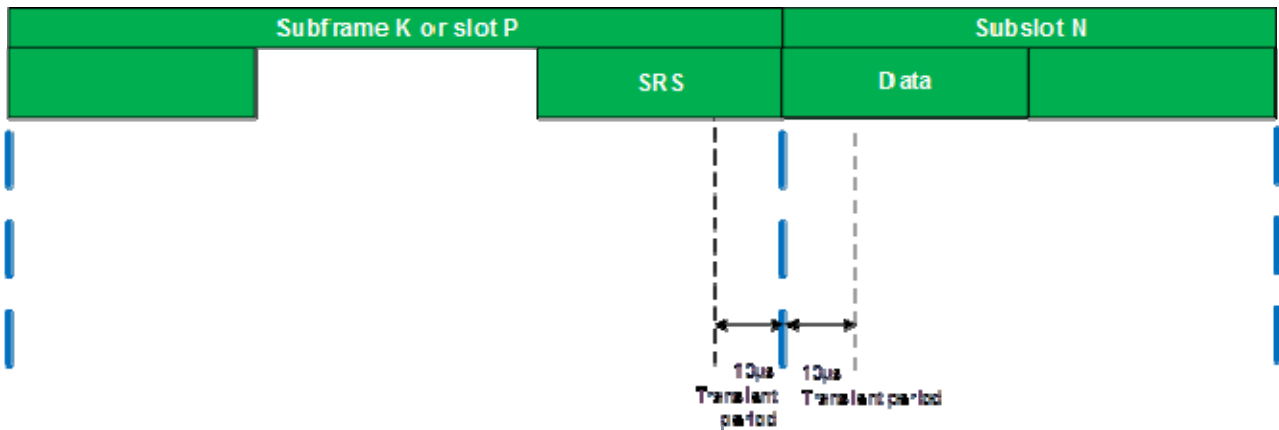 Subframe K or slot P
Subslot N
SRS
Data
10µs
Transient
period
10µs
Transient period